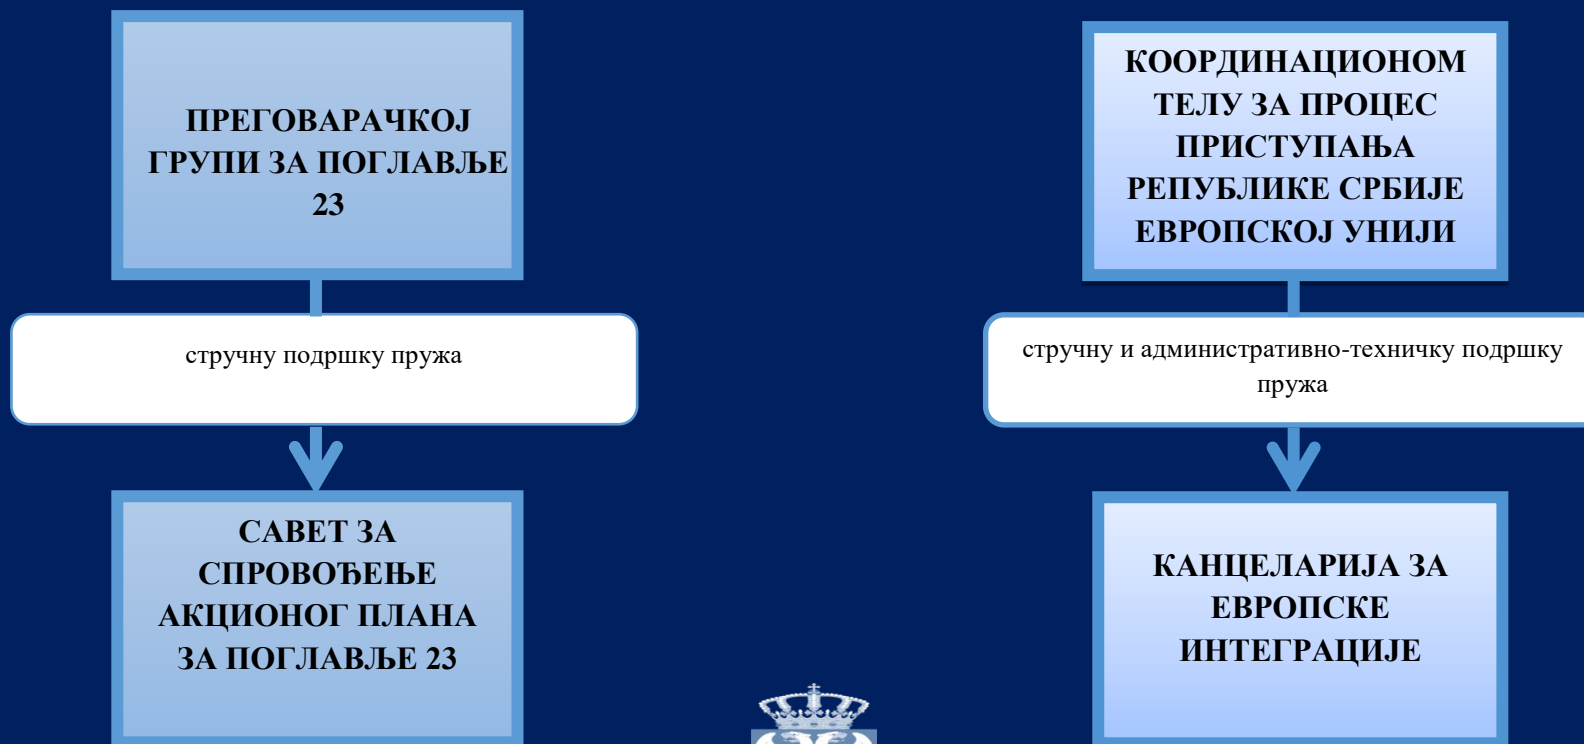 ПРЕГОВАРАЧКОЈ
ГРУПИ ЗА ПОГЛАВЉЕ
23
стручну подршку пружа
САВЕТ ЗА
СПРОВОЂЕЊЕ
АКЦИОНОГ ПЛАНА
ЗА ПОГЛАВЉЕ 23
КООРДИНАЦИОНОМ
ТЕЛУ ЗА ПРОЦЕС
ПРИСТУПАЊА
РЕПУБЛИКЕ СРБИЈЕ
ЕВРОПСКОЈ УНИЈИ
стручну и административно-техничку подршку
пружа
КАНЦЕЛАРИЈА ЗА
ЕВРОПСКЕ
ИНТЕГРАЦИЈЕ